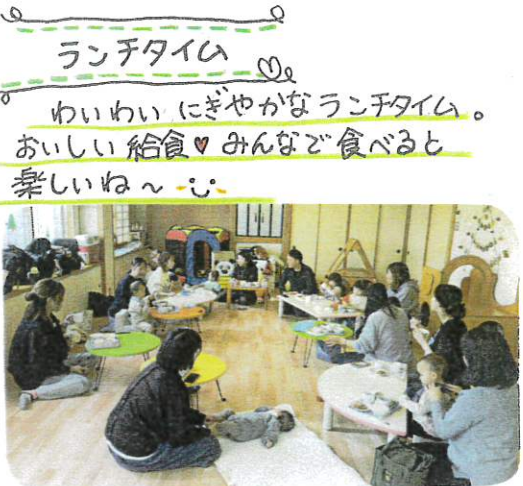 ランチタイム
わいわい にぎやかな ランチタイム。
おいしい 給食♥ みんなで 食べると
楽しいね～